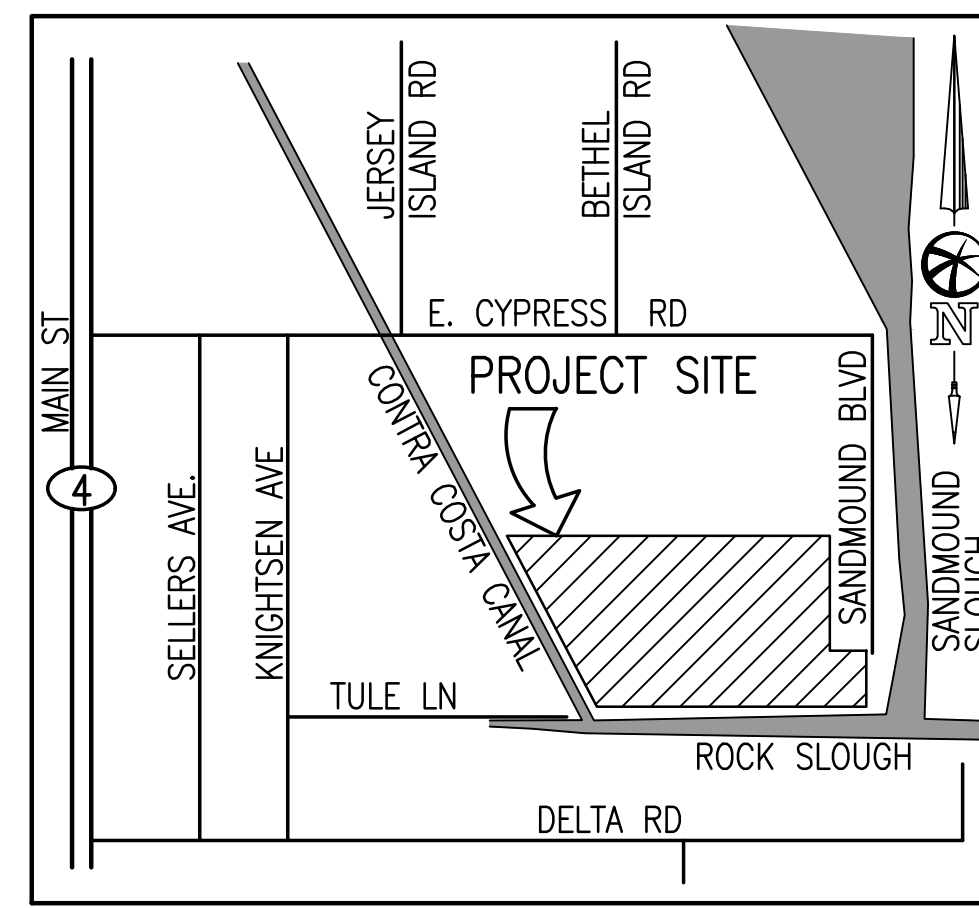 JERSEY
ISLAND RD
BETHEL
ISLAND RD
E. CYPRESS RD
MAIN ST
4
PROJECT SITE
N
SELLERS AVE.
KNIGHTSEN AVE
CONTRA COSTA CANAL
SANDMOUND BLVD
SANDMOUND
SLOUGH
TULE LN
ROCK SLOUGH
DELTA RD